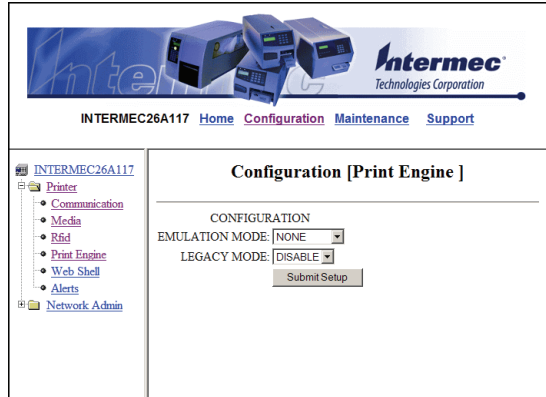 Intermec
Intermec®
Technologies Corporation
INTERMEC26A117 Home Configuration Maintenance Support
INTERMEC26A117
Printer
Communication
Media
Rfid
Print Engine
Web Shell
Alerts
Network Admin
Configuration [Print Engine ]
CONFIGURATION
EMULATION MODE: NONE
LEGACY MODE: DISABLE
Submit Setup